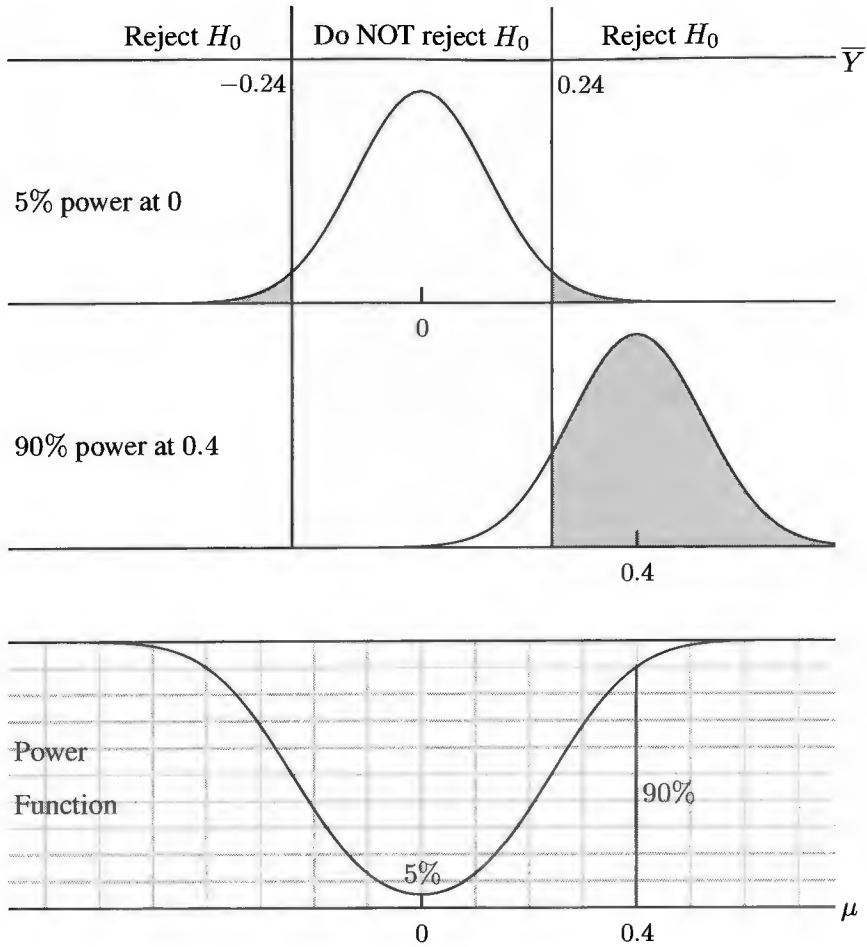 Reject H₀ Do NOT reject H₀ Reject H₀
Y̅
−0.24 0.24
5% power at 0
0
90% power at 0.4
0.4
Power
Function
90%
5%
μ
0 0.4